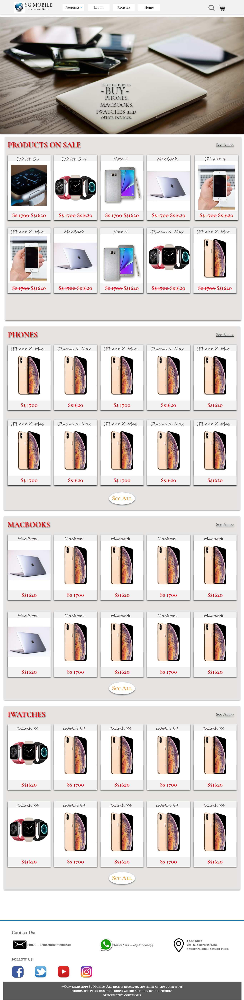 SG MOBILE
Electronic Shop
Products
Log-In
Register
Home
This is the place to
~BUY~
PHONES,
MACBOOKS,
IWATCHES and
other devices.
PRODUCTS ON SALE
See All>>
iWatch S5
iWatch S-4
Note 4
MacBook
iPhone 4
S$ 1700 S$1620
S$ 1700 S$1620
S$ 1700 S$1620
S$ 1700 S$1620
S$ 1700 S$1620
iPhone X-Max
MacBook
Note 4
iPhone X-Max
iPhone X-Max
S$ 1700 S$1620
S$ 1700 S$1620
S$ 1700 S$1620
S$ 1700 S$1620
S$ 1700 S$1620
PHONES
See All>>
iPhone X-Max
iPhone X-Max
iPhone X-Max
iPhone X-Max
iPhone X-Max
S$ 1700
S$1620
S$ 1700
S$1620
S$1620
iPhone X-Max
iPhone X-Max
iPhone X-Max
iPhone X-Max
iPhone X-Max
S$ 1700
S$1620
S$ 1700
S$1620
S$1620
See All
MACBOOKS
See All>>
MacBook
Macbook
Macbook
Macbook
Macbook
S$1620
S$ 1700
S$1620
S$ 1700
S$1620
MacBook
Macbook
Macbook
Macbook
Macbook
S$1620
S$ 1700
S$1620
S$ 1700
S$1620
See All
IWATCHES
See All>>
iWatch S4
iWatch S4
iWatch S4
iWatch S4
iWatch S4
S$1620
S$ 1700
S$1620
S$ 1700
S$1620
iWatch S4
iWatch S4
iWatch S4
iWatch S4
iWatch S4
S$1620
S$ 1700
S$1620
S$ 1700
S$1620
See All
Contact Us:
Email — Darren@sgmobile.sg
WhatsApps — +65-820002037
5 Koe Road
#B1- 12- Cappage Plaza
Beside Orchard Center Point
Follow Us:
@Copyright 2019 Sg Mobile, All rights reserved. the name of the companies,
brands and products mentioned within site may be trademarks
of respective companies.